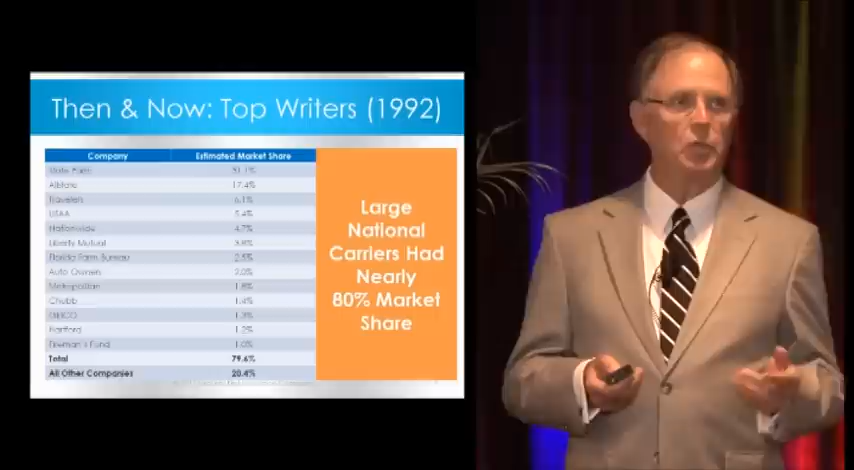 Then & Now: Top Writers (1992)
Company Estimated Market Share
State Farm 31.1%
Allstate 17.4%
Travelers 6.1%
USAA 5.4%
Nationwide 4.7%
Liberty Mutual 3.8%
Florida Farm Bureau 2.5%
Auto Owners 2.0%
Metropolitan 1.8%
Chubb 1.4%
1.3%
Hartford 1.2%
Fireman's Fund 1.0%
Total 79.6%
All Other Companies 20.4%
Large
National
Carriers Had
Nearly
80% Market
Share